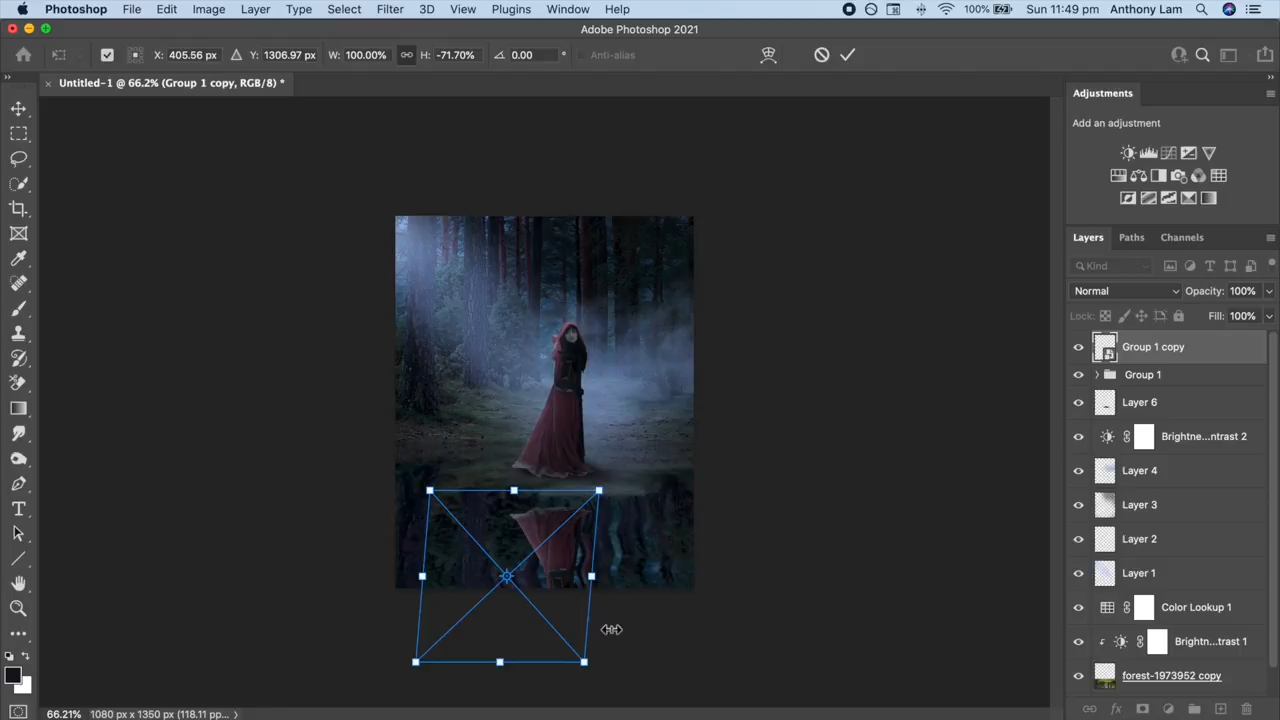 Photoshop File Edit Image Layer Type Select Filter 3D View Plugins Window Help 100% Sun 11:49 pm Anthony Lam
Adobe Photoshop 2021
X: 405.56 px Y: 1306.97 px W: 100.00% H: -71.70% 0.00 ° Anti-alias
Untitled-1 @ 66.2% (Group 1 copy, RGB/8) *
Adjustments
Add an adjustment
Layers Paths Channels
Kind
Normal Opacity: 100%
Lock: Fill: 100%
Group 1 copy
Group 1
Layer 6
Brightne...ntrast 2
Layer 4
Layer 3
Layer 2
Layer 1
Color Lookup 1
Brightn...trast 1
forest-1973952 copy
66.21% 1080 px x 1350 px (118.11 pp...